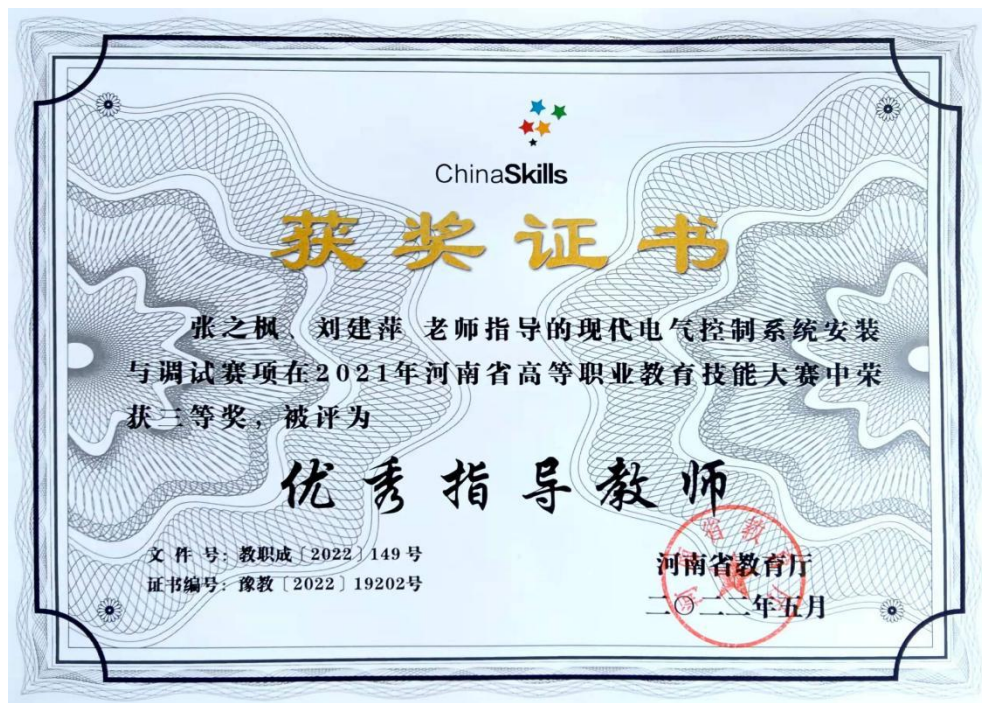 ChinaSkills
获奖证书
张之枫、刘建萍 老师指导的现代电气控制系统安装
与调试赛项在2021年河南省高等职业教育技能大赛中荣
获三等奖，被评为
优秀指导教师
文 件 号：教职成〔2022〕149 号
证书编号：豫教〔2022〕19202号
河南省教育厅
二〇二二年五月